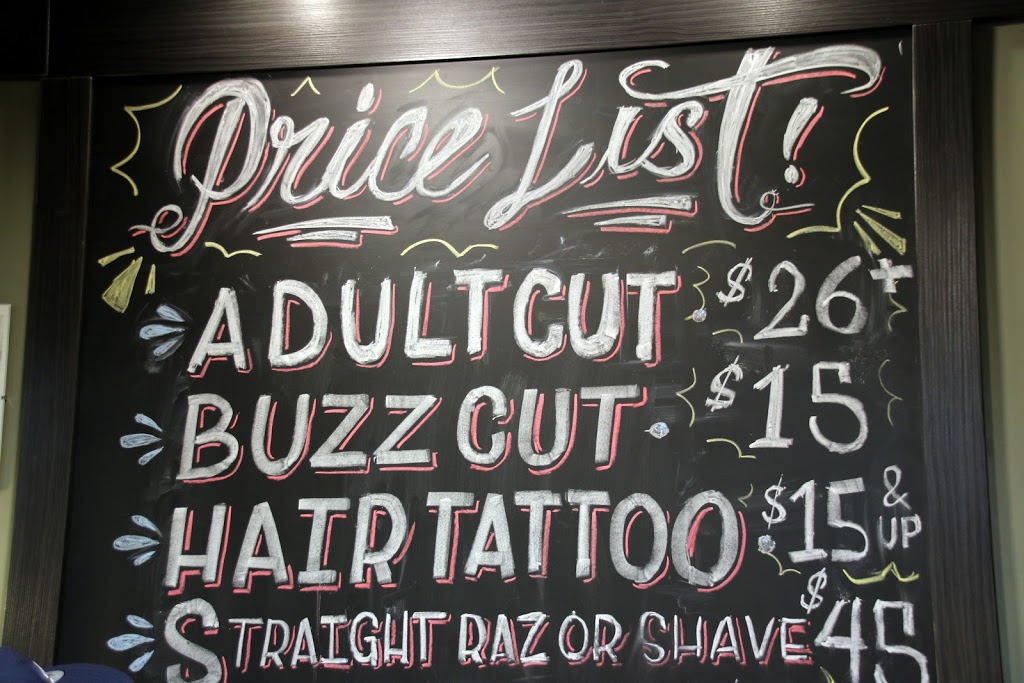 Price List!
ADULT CUT $26+
BUZZ CUT $15
HAIR TATTOO $15 & UP
STRAIGHT RAZOR SHAVE $45